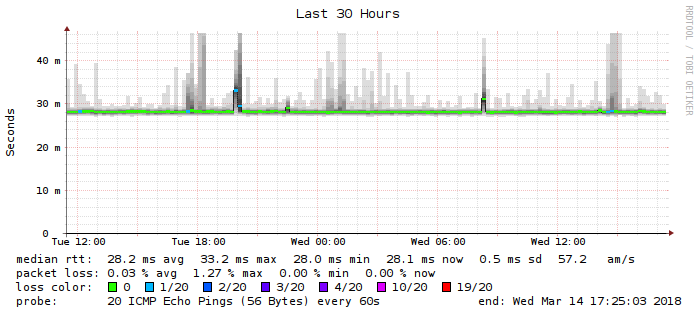 Last 30 Hours
RRDTOOL / TOBI OETIKER
Seconds
40 m
30 m
20 m
10 m
0
Tue 12:00 Tue 18:00 Wed 00:00 Wed 06:00 Wed 12:00
median rtt: 28.2 ms avg 33.2 ms max 28.0 ms min 28.1 ms now 0.5 ms sd 57.2 am/s
packet loss: 0.03 % avg 1.27 % max 0.00 % min 0.00 % now
loss color: 0 1/20 2/20 3/20 4/20 10/20 19/20
probe: 20 ICMP Echo Pings (56 Bytes) every 60s end: Wed Mar 14 17:25:03 2018